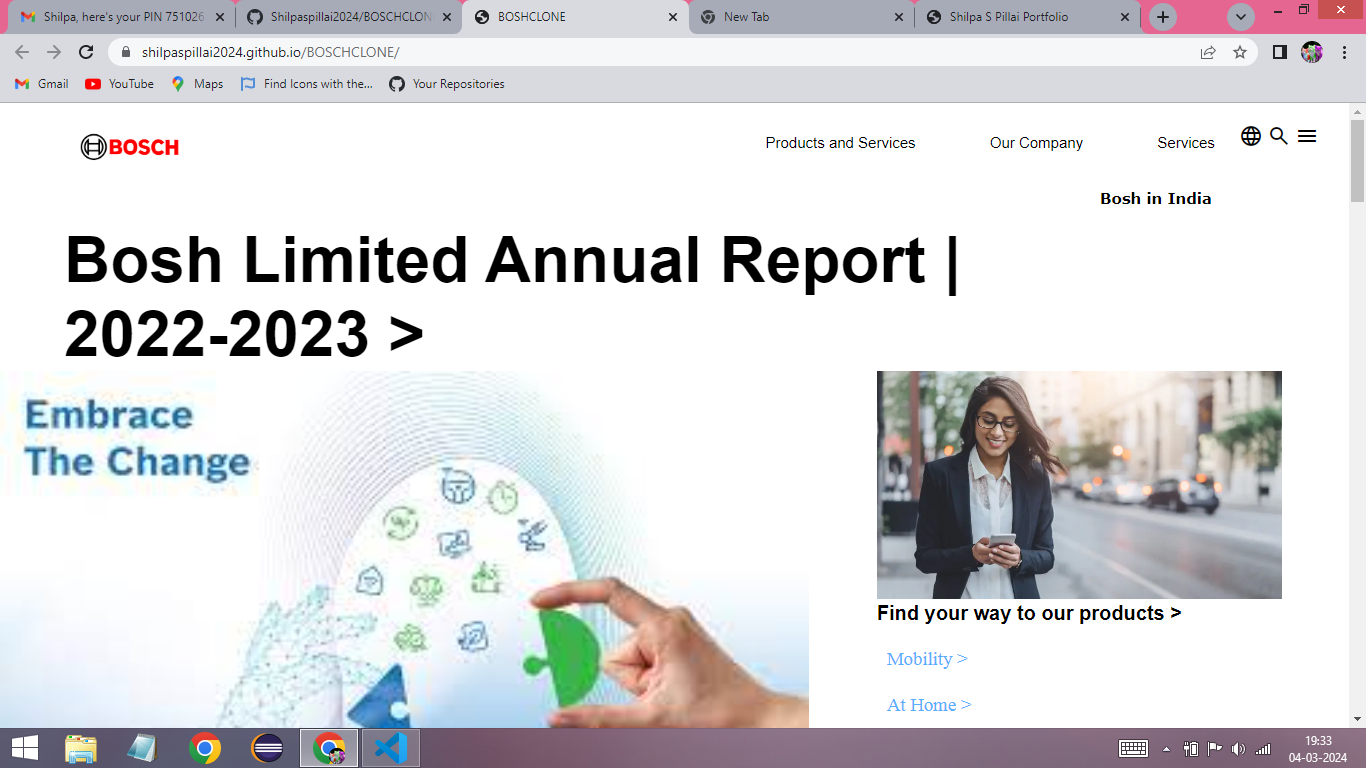 Shilpa, here's your PIN 751026
Shilpaspillai2024/BOSCHCLON
BOSHCLONE
New Tab
Shilpa S Pillai Portfolio
shilpaspillai2024.github.io/BOSCHCLONE/
Gmail
YouTube
Maps
Find Icons with the...
Your Repositories
BOSCH
Products and Services
Our Company
Services
Bosh in India
Bosh Limited Annual Report |
2022-2023 >
Embrace
The Change
Find your way to our products >
Mobility >
At Home >
19:33
04-03-2024